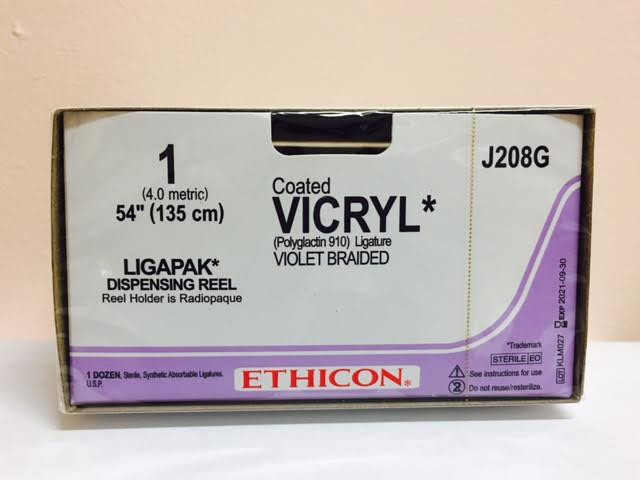 1
(4.0 metric)
54" (135 cm)
LIGAPAK*
DISPENSING REEL
Reel Holder is Radiopaque
Coated
VICRYL*
(Polyglactin 910) Ligature
VIOLET BRAIDED
J208G
EXP 2021-09-30
LOT KLM027
*Trademark
STERILE EO
See instructions for use
Do not reuse/resterilize.
1 DOZEN, Sterile, Synthetic Absorbable Ligatures.
U.S.P.
ETHICON*